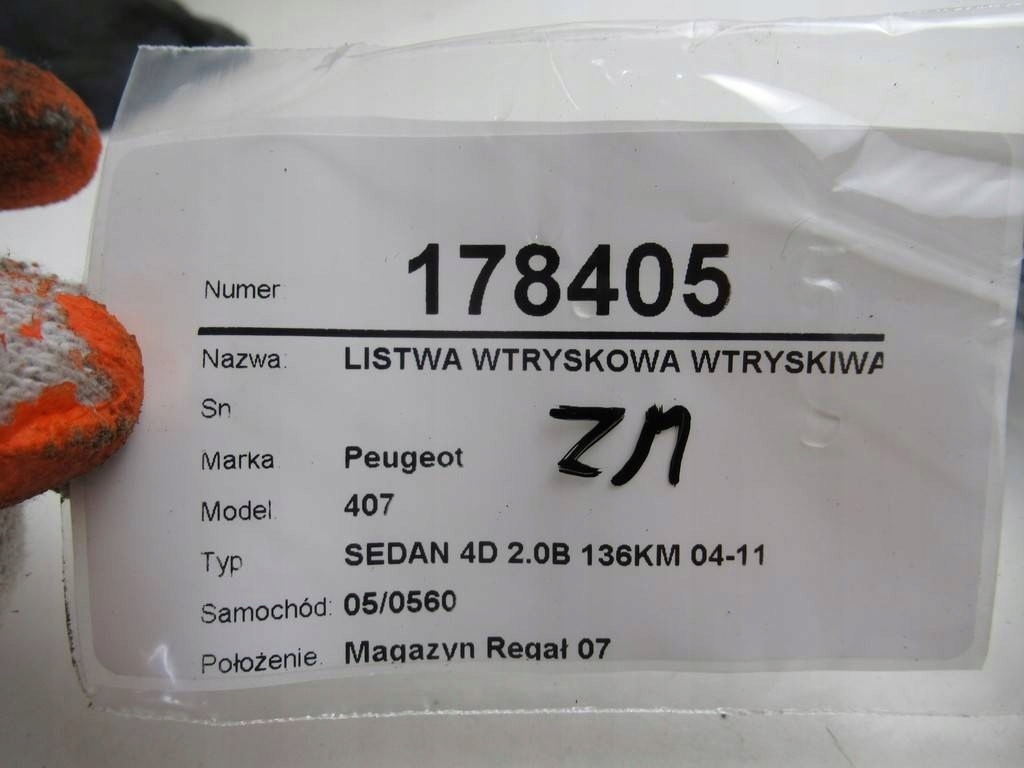 Numer 178405
Nazwa: LISTWA WTRYSKOWA WTRYSKIWA
Sn
zn
Marka Peugeot
Model 407
Typ SEDAN 4D 2.0B 136KM 04-11
Samochód: 05/0560
Położenie. Magazyn Regał 07